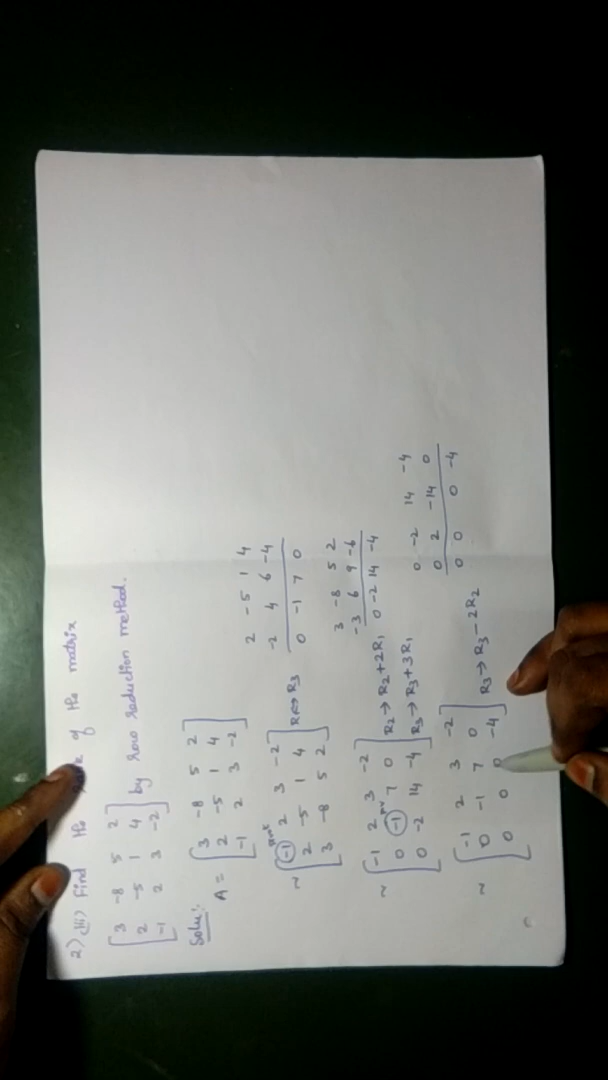 2) (iii) Find the of the matrix
[3 -8 5 2
2 -5 1 4
-1 2 3 -2] by row reduction method.
Solu:
A = [3 -8 5 2
2 -5 1 4
-1 2 3 -2]
~ [-1 2 3 -2
2 -5 1 4
3 -8 5 2] R1↔R3
2 -5 1 4
-2 4 6 -4
0 -1 7 0
~ [-1 2 3 -2
0 -1 7 0
0 -2 14 -4] R2→R2+2R1
R3→R3+3R1
3 -8 5 2
-3 6 9 -6
0 -2 14 -4
~ [-1 2 3 -2
0 -1 7 0
0 0 0 -4] R3→R3-2R2
0 -2 14 -4
0 2 -14 0
0 0 0 -4